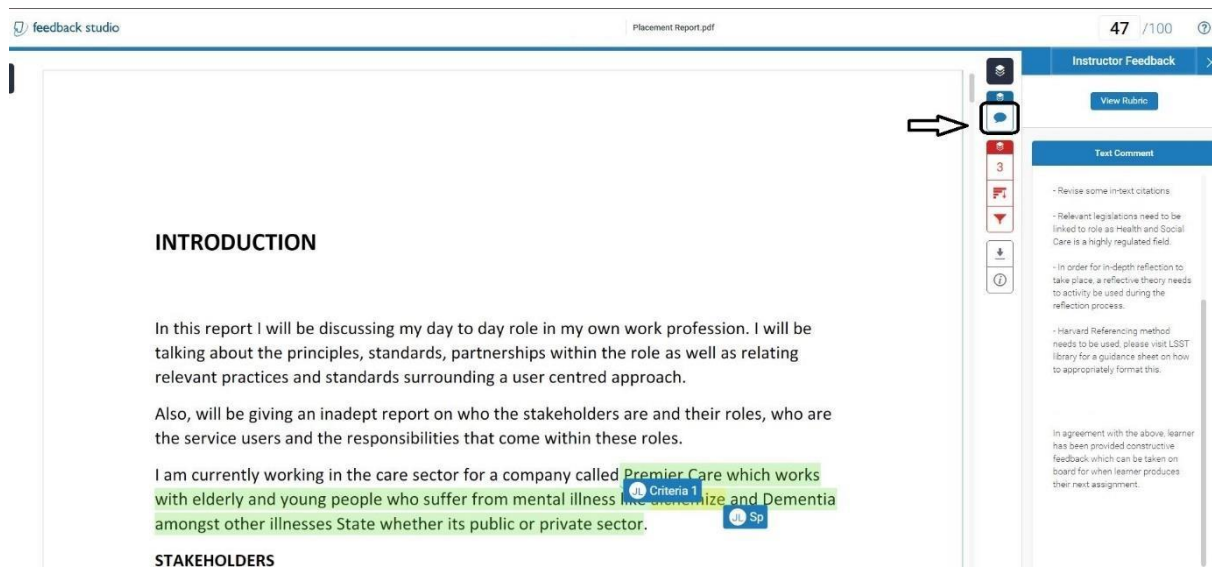 feedback studio
Placement Report.pdf
47 /100
Instructor Feedback
View Rubric
Text Comment
3
- Revise some in-text citations
- Relevant legislations need to be
linked to role as Health and Social
Care is a highly regulated field.
- In order for in-depth reflection to
take place, a reflective theory needs
to activity be used during the
reflection process.
- Harvard Referencing method
needs to be used, please visit LSST
library for a guidance sheet on how
to appropriately format this.
In agreement with the above, learner
has been provided constructive
feedback which can be taken on
board for when learner produces
their next assignment.
INTRODUCTION
In this report I will be discussing my day to day role in my own work profession. I will be
talking about the principles, standards, partnerships within the role as well as relating
relevant practices and standards surrounding a user centred approach.
Also, will be giving an inadept report on who the stakeholders are and their roles, who are
the service users and the responsibilities that come within these roles.
I am currently working in the care sector for a company called Premier Care which works
with elderly and young people who suffer from mental illness and Dementia
JL Criteria 1
JL Sp
amongst other illnesses State whether its public or private sector.
STAKEHOLDERS